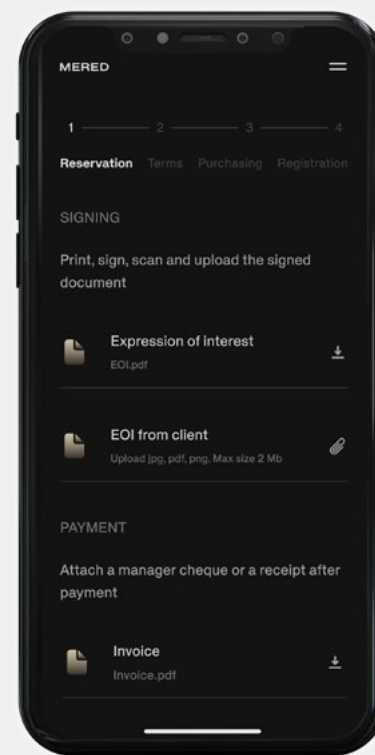 MERED
1 2 3 4
Reservation Terms Purchasing Registration
SIGNING
Print, sign, scan and upload the signed
document
Expression of interest
EOI.pdf
EOI from client
Upload jpg, pdf, png. Max size 2 Mb
PAYMENT
Attach a manager cheque or a receipt after
payment
Invoice
Invoice.pdf